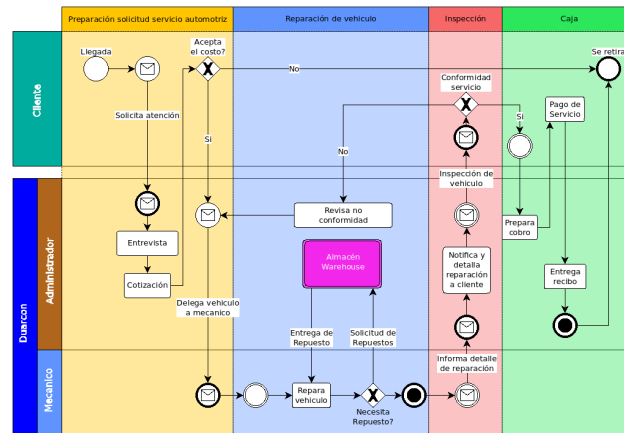 Preparación solicitud servicio automotriz
Reparación de vehiculo
Inspección
Caja
Cliente
Duarcon
Administrador
Mecanico
Llegada
Acepta
el costo?
No
Se retira
Solicita atención
Si
Conformidad
servicio
Si
Pago de
Servicio
No
Inspección de
vehiculo
Entrevista
Cotización
Revisa no
conformidad
Prepara
cobro
Almacén
Warehouse
Notifica y
detalla
reparación
a cliente
Entrega
recibo
Delega vehiculo
a mecanico
Entrega de
Repuesto
Solicitud de
Repuestos
Informa detalle
de reparación
Repara
vehiculo
Necesita
Repuesto?